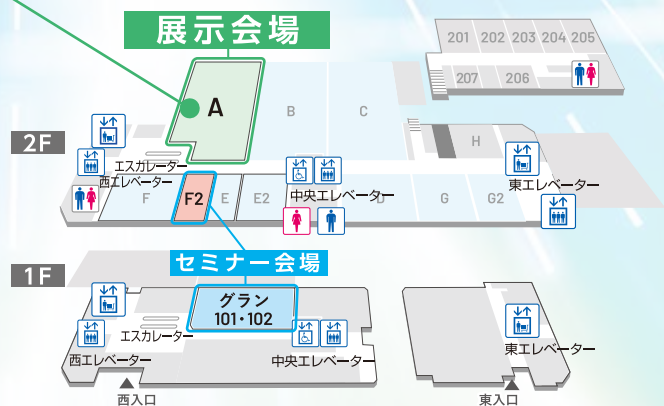 展示会場
201 202 203 204 205
207 206
A
B
C
H
2F
エスカレーター
西エレベーター
中央エレベーター
東エレベーター
F
F2
E
E2
D
G
G2
セミナー会場
1F
グラン
101・102
エスカレーター
西エレベーター
中央エレベーター
東エレベーター
西入口
東入口